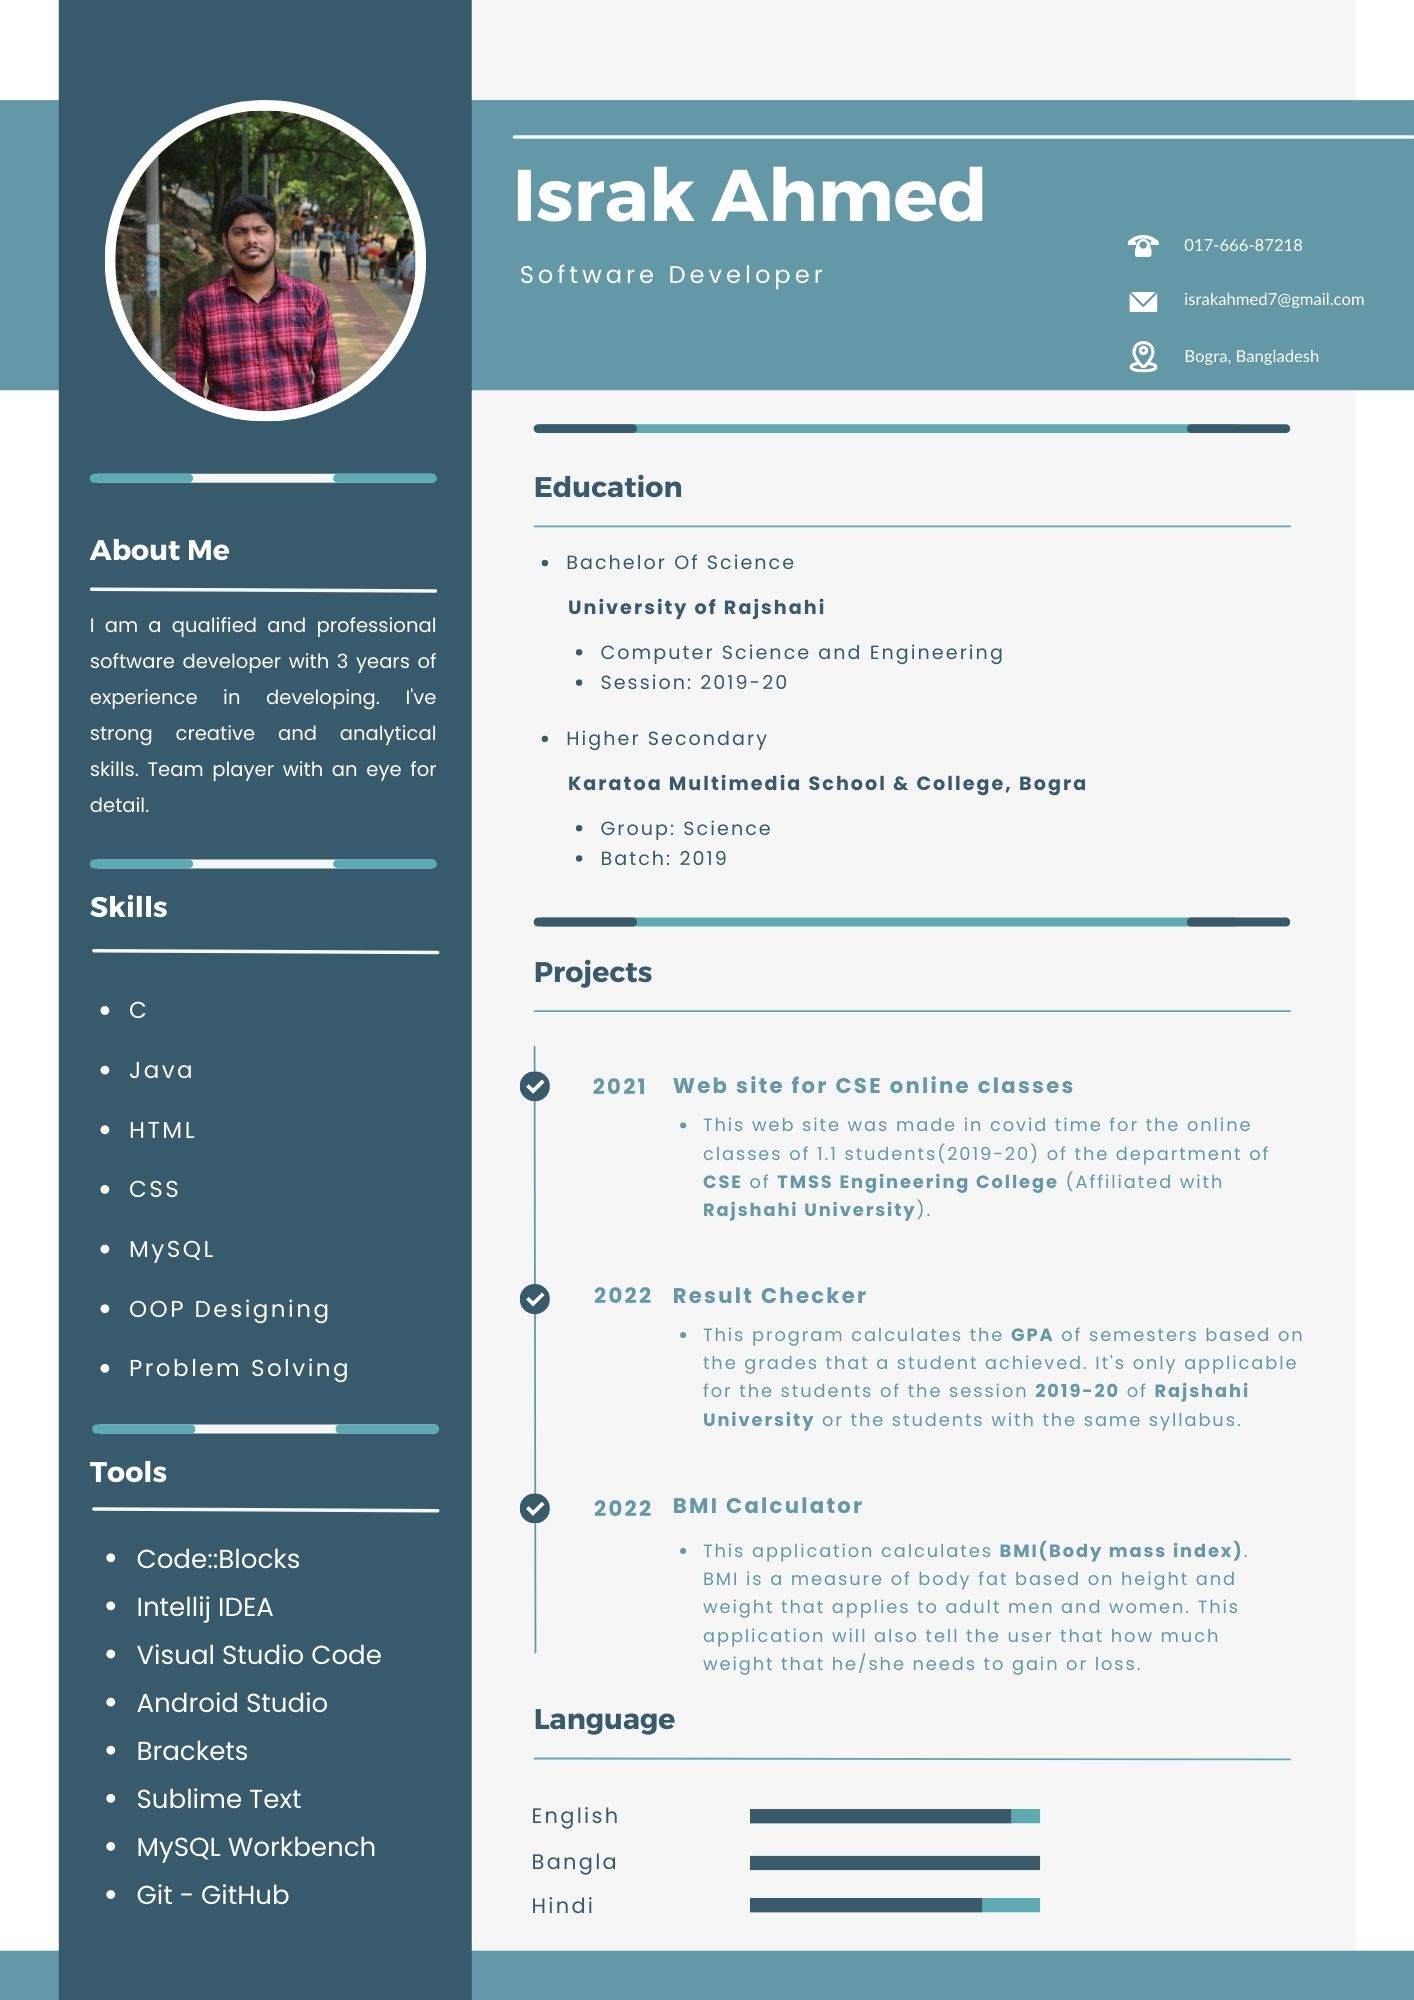 Israk Ahmed
Software Developer
017-666-87218
israkahmed7@gmail.com
Bogra, Bangladesh
About Me
I am a qualified and professional
software developer with 3 years of
experience in developing. I've
strong creative and analytical
skills. Team player with an eye for
detail.
Skills
C
Java
HTML
CSS
MySQL
OOP Designing
Problem Solving
Tools
Code::Blocks
Intellij IDEA
Visual Studio Code
Android Studio
Brackets
Sublime Text
MySQL Workbench
Git - GitHub
Education
Bachelor Of Science
University of Rajshahi
Computer Science and Engineering
Session: 2019-20
Higher Secondary
Karatoa Multimedia School & College, Bogra
Group: Science
Batch: 2019
Projects
2021 Web site for CSE online classes
This web site was made in covid time for the online
classes of 1.1 students(2019-20) of the department of
CSE of TMSS Engineering College (Affiliated with
Rajshahi University).
2022 Result Checker
This program calculates the GPA of semesters based on
the grades that a student achieved. It's only applicable
for the students of the session 2019-20 of Rajshahi
University or the students with the same syllabus.
2022 BMI Calculator
This application calculates BMI(Body mass index).
BMI is a measure of body fat based on height and
weight that applies to adult men and women. This
application will also tell the user that how much
weight that he/she needs to gain or loss.
Language
English
Bangla
Hindi